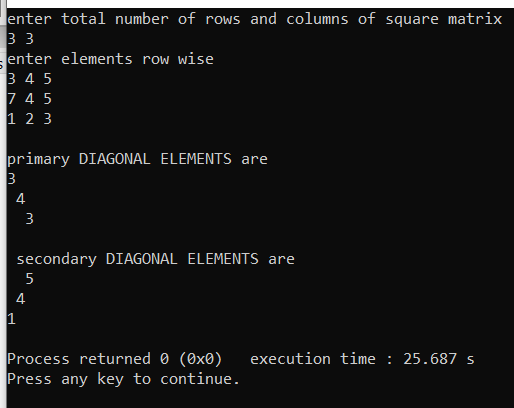 enter total number of rows and columns of square matrix
3 3
enter elements row wise
3 4 5
7 4 5
1 2 3
primary DIAGONAL ELEMENTS are
3
4
3
secondary DIAGONAL ELEMENTS are
5
4
1
Process returned 0 (0x0)   execution time : 25.687 s
Press any key to continue.